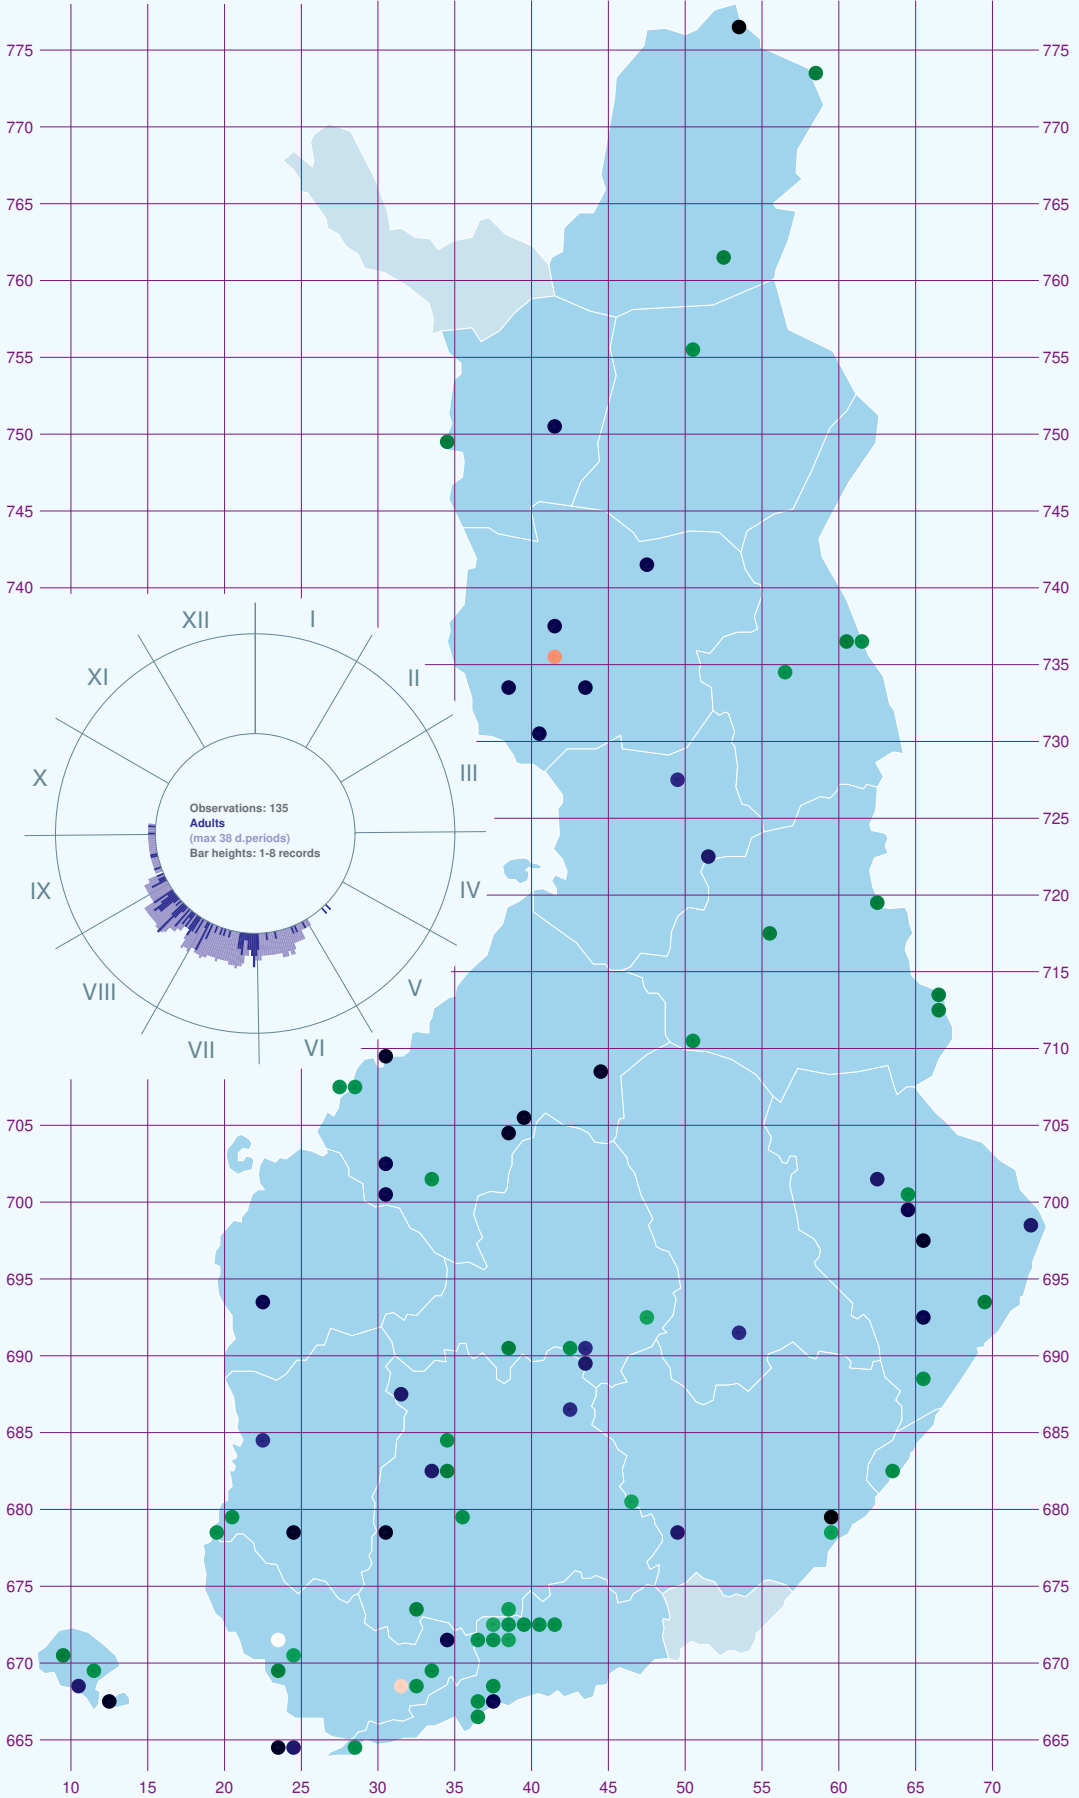 775 775
770 770
765 765
760 760
755 755
750 750
745 745
740 740
XII I
XI II
735 735
730 730
X III
Observations: 135
Adults
(max 38 d.periods)
Bar heights: 1-8 records
725 725
IX IV
720 720
VIII V
715 715
VII VI
710 710
705 705
700 700
695 695
690 690
685 685
680 680
675 675
670 670
665 665
10 15 20 25 30 35 40 45 50 55 60 65 70